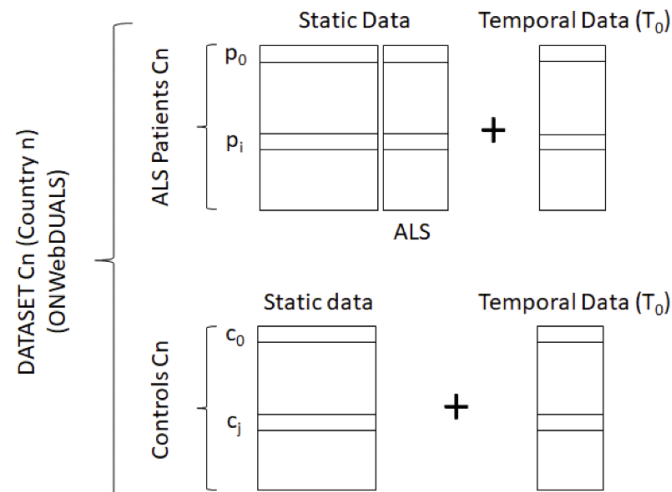 Static Data
Temporal Data (T₀)
DATASET Cn (Country n)
(ONWebDUALS)
ALS Patients Cn
p₀
pᵢ
+
ALS
Static data
Temporal Data (T₀)
Controls Cn
c₀
cⱼ
+